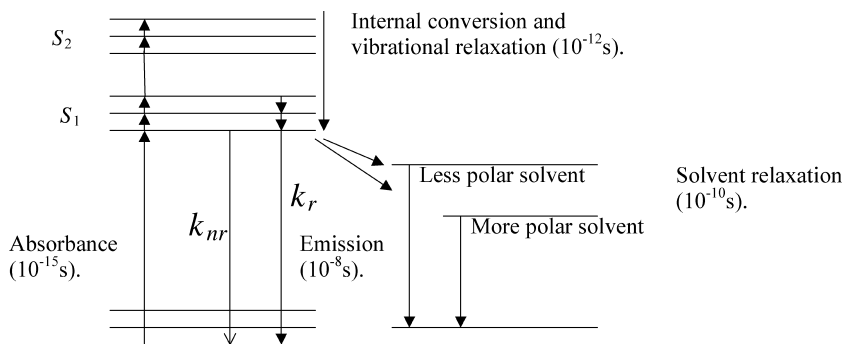 Internal conversion and
vibrational relaxation (10⁻¹²s).
S₂
S₁
Less polar solvent
Solvent relaxation
(10⁻¹⁰s).
More polar solvent
kᵣ
kₙᵣ
Absorbance
(10⁻¹⁵s).
Emission
(10⁻⁸s).